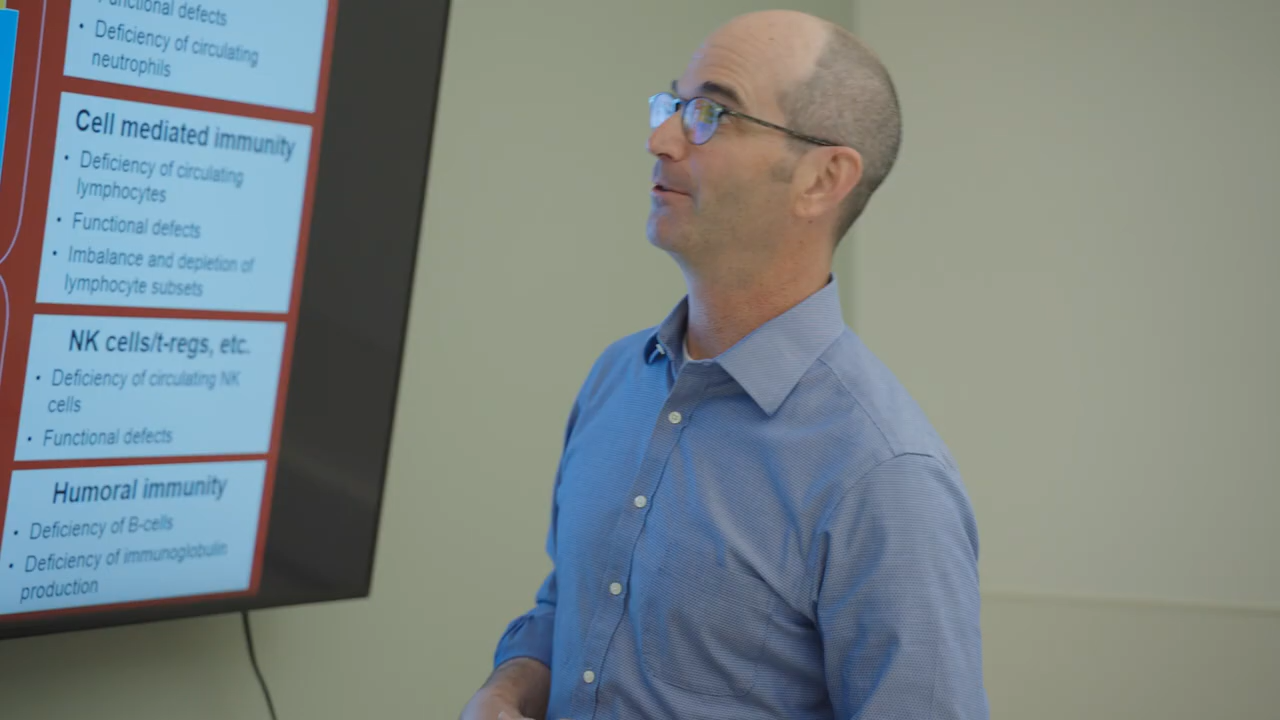 Functional defects
• Deficiency of circulating
neutrophils
Cell mediated immunity
• Deficiency of circulating
lymphocytes
• Functional defects
• Imbalance and depletion of
lymphocyte subsets
NK cells/t-regs, etc.
• Deficiency of circulating NK
cells
• Functional defects
Humoral immunity
• Deficiency of B-cells
• Deficiency of immunoglobulin
production